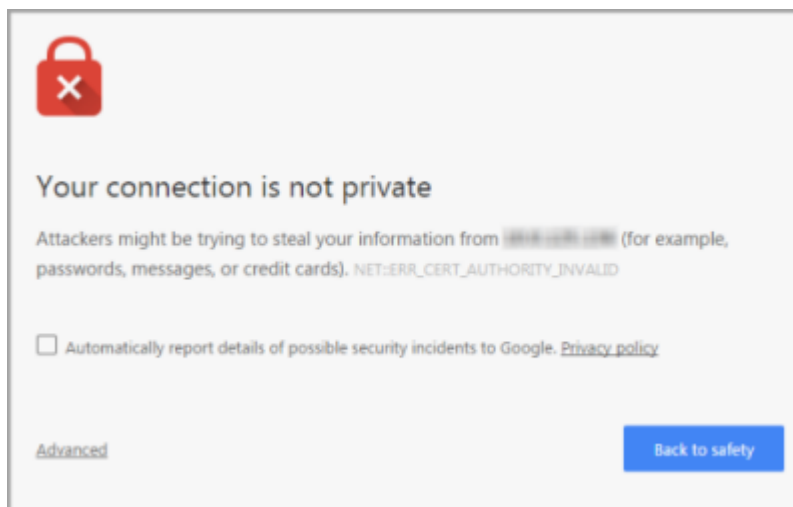 Your connection is not private
Attackers might be trying to steal your information from (for example,
passwords, messages, or credit cards). NET::ERR_CERT_AUTHORITY_INVALID
Automatically report details of possible security incidents to Google. Privacy policy
Advanced
Back to safety